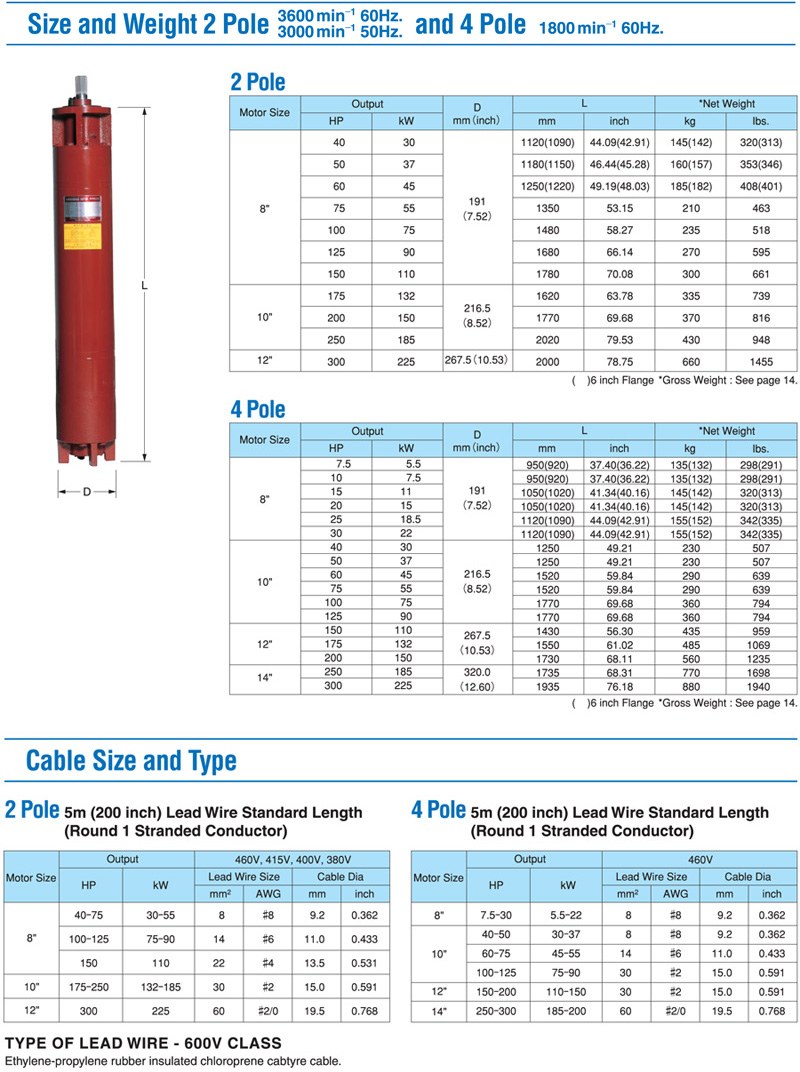 Size and Weight 2 Pole 3600 min⁻¹ 60Hz. 3000 min⁻¹ 50Hz. and 4 Pole 1800 min⁻¹ 60Hz.
L
D
2 Pole
Motor Size Output D mm (inch) L *Net Weight
HP kW mm inch kg lbs.
8" 191 (7.52)
40 30 1120(1090) 44.09(42.91) 145(142) 320(313)
50 37 1180(1150) 46.44(45.28) 160(157) 353(346)
60 45 1250(1220) 49.19(48.03) 185(182) 408(401)
75 55 1350 53.15 210 463
100 75 1480 58.27 235 518
125 90 1680 66.14 270 595
150 110 1780 70.08 300 661
10" 216.5 (8.52)
175 132 1620 63.78 335 739
200 150 1770 69.68 370 816
250 185 2020 79.53 430 948
12" 300 225 267.5 (10.53) 2000 78.75 660 1455
( )6 inch Flange *Gross Weight : See page 14.
4 Pole
Motor Size Output D mm (inch) L *Net Weight
HP kW mm inch kg lbs.
8" 191 (7.52)
7.5 5.5 950(920) 37.40(36.22) 135(132) 298(291)
10 7.5 950(920) 37.40(36.22) 135(132) 298(291)
15 11 1050(1020) 41.34(40.16) 145(142) 320(313)
20 15 1050(1020) 41.34(40.16) 145(142) 320(313)
25 18.5 1120(1090) 44.09(42.91) 155(152) 342(335)
30 22 1120(1090) 44.09(42.91) 155(152) 342(335)
10" 216.5 (8.52)
40 30 1250 49.21 230 507
50 37 1250 49.21 230 507
60 45 1520 59.84 290 639
75 55 1520 59.84 290 639
100 75 1770 69.68 360 794
125 90 1770 69.68 360 794
12" 267.5 (10.53)
150 110 1430 56.30 435 959
175 132 1550 61.02 485 1069
200 150 1730 68.11 560 1235
14" 320.0 (12.60)
250 185 1735 68.31 770 1698
300 225 1935 76.18 880 1940
( )6 inch Flange *Gross Weight : See page 14.
Cable Size and Type
2 Pole 5m (200 inch) Lead Wire Standard Length
(Round 1 Stranded Conductor)
Motor Size Output 460V, 415V, 400V, 380V
HP kW Lead Wire Size Cable Dia
mm² AWG mm inch
8"
40-75 30-55 8 #8 9.2 0.362
100-125 75-90 14 #6 11.0 0.433
150 110 22 #4 13.5 0.531
10" 175-250 132-185 30 #2 15.0 0.591
12" 300 225 60 #2/0 19.5 0.768
4 Pole 5m (200 inch) Lead Wire Standard Length
(Round 1 Stranded Conductor)
Motor Size Output 460V
HP kW Lead Wire Size Cable Dia
mm² AWG mm inch
8" 7.5-30 5.5-22 8 #8 9.2 0.362
10"
40-50 30-37 8 #8 9.2 0.362
60-75 45-55 14 #6 11.0 0.433
100-125 75-90 30 #2 15.0 0.591
12" 150-200 110-150 30 #2 15.0 0.591
14" 250-300 185-200 60 #2/0 19.5 0.768
TYPE OF LEAD WIRE - 600V CLASS
Ethylene-propylene rubber insulated chloroprene cabtyre cable.